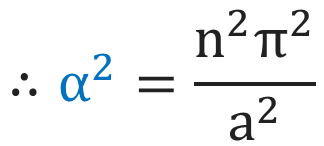 ∴ α² = n²π² / a²